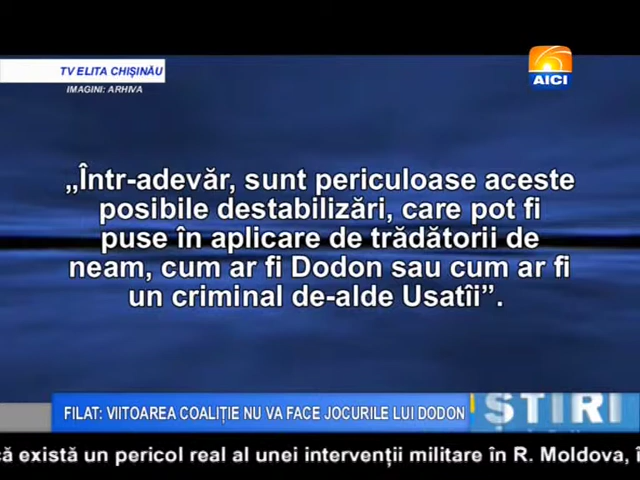 TV ELITA CHIȘINĂU
IMAGINI: ARHIVA
AICI
„Într-adevăr, sunt periculoase aceste
posibile destabilizări, care pot fi
puse în aplicare de trădătorii de
neam, cum ar fi Dodon sau cum ar fi
un criminal de-alde Usatîi”.
FILAT: VIITOAREA COALIȚIE NU VA FACE JOCURILE LUI DODON
ȘTIRI
că există un pericol real al unei intervenții militare în R. Moldova, î